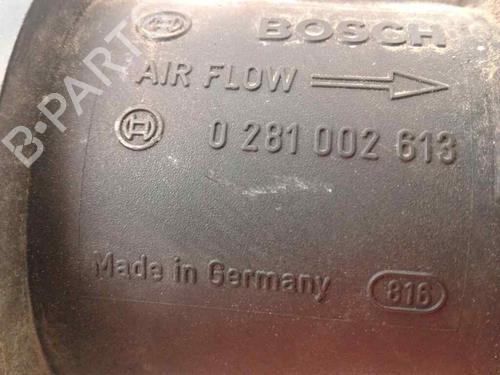 BOSCH
AIR FLOW
0 281 002 613
Made in Germany 816
B-PARTS